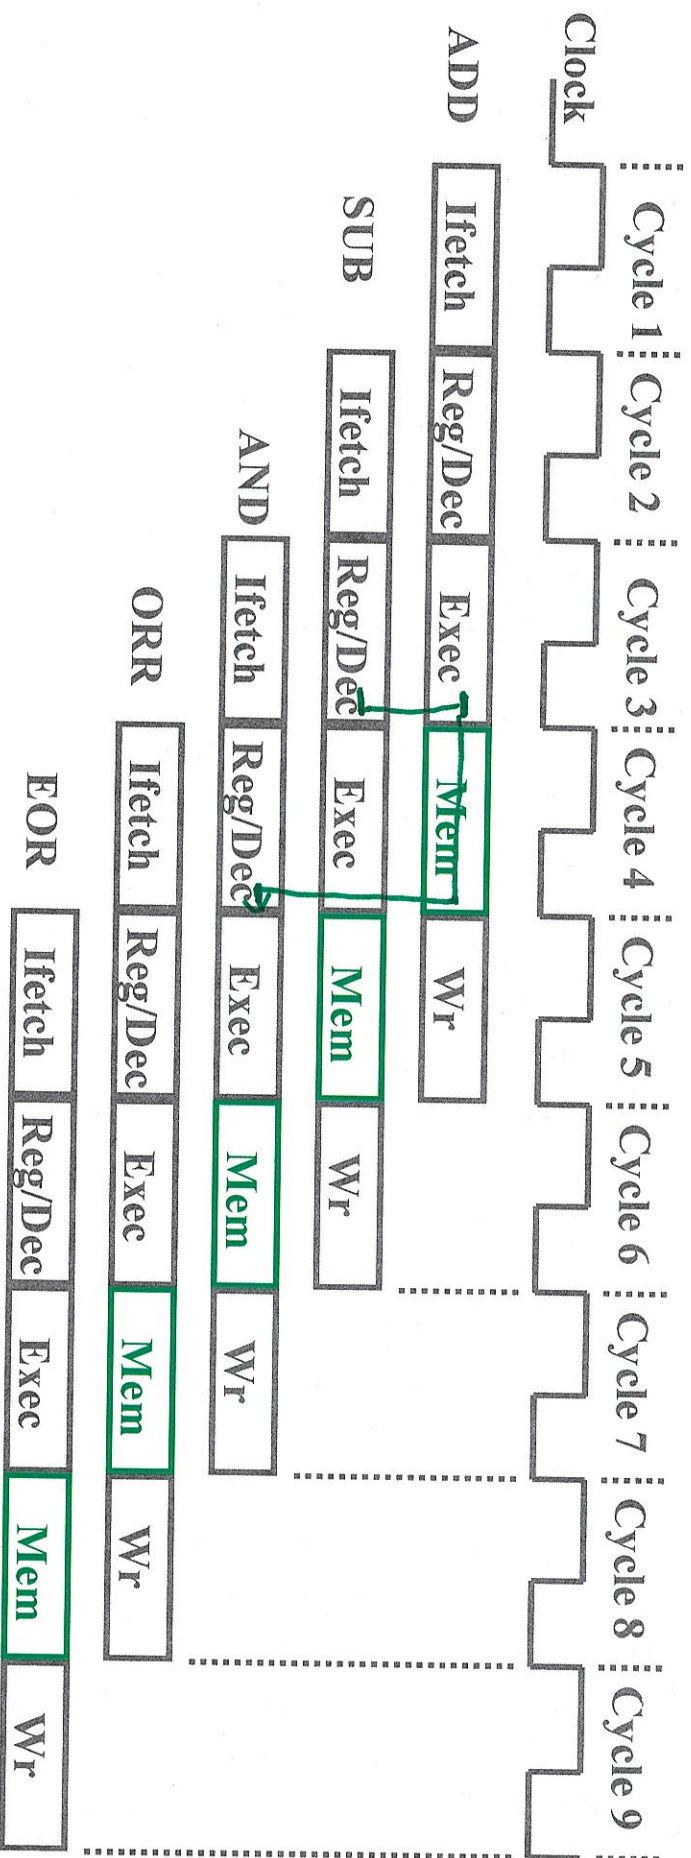 Cycle 1 Cycle 2 Cycle 3 Cycle 4 Cycle 5 Cycle 6 Cycle 7 Cycle 8 Cycle 9
Clock
ADD Ifetch Reg/Dec Exec Mem Wr
SUB Ifetch Reg/Dec Exec Mem Wr
AND Ifetch Reg/Dec Exec Mem Wr
ORR Ifetch Reg/Dec Exec Mem Wr
EOR Ifetch Reg/Dec Exec Mem Wr